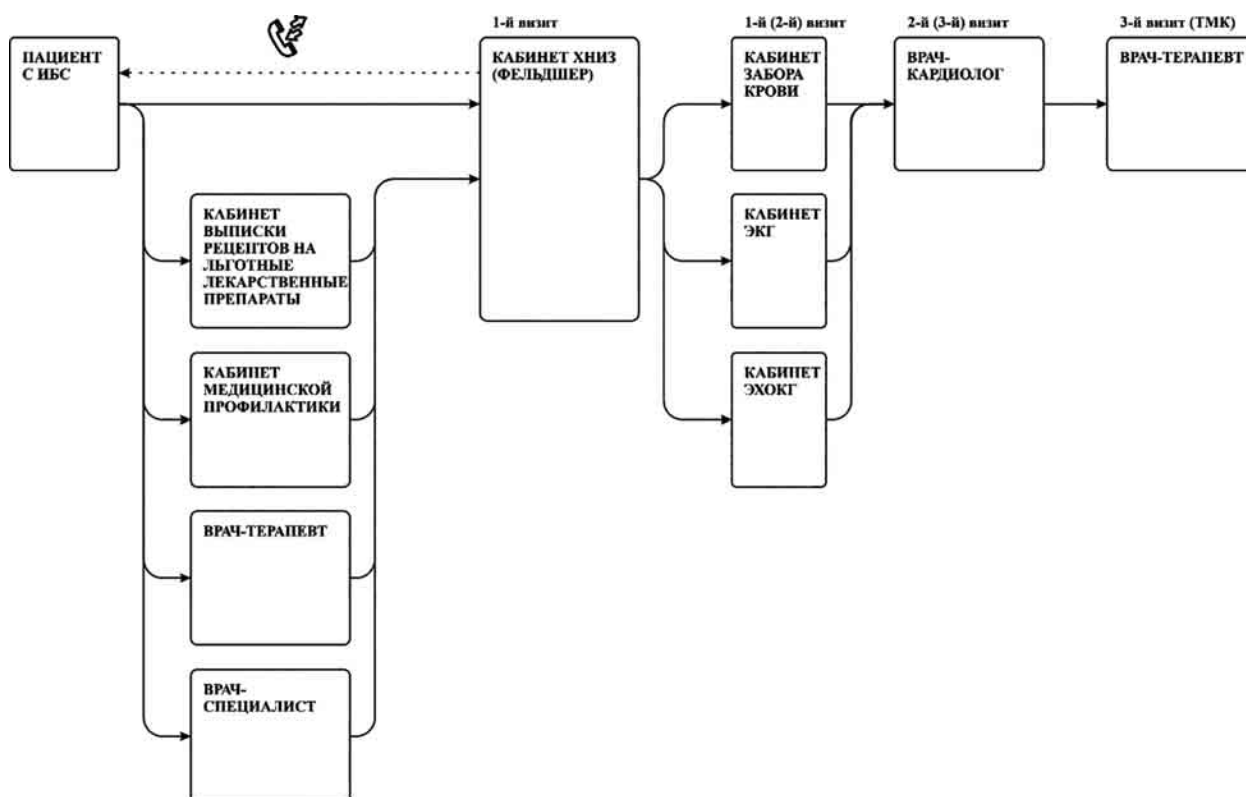 1-й визит
1-й (2-й) визит
2-й (3-й) визит
3-й визит (ТМК)
ПАЦИЕНТ
С ИБС
КАБИНЕТ ХНИЗ
(ФЕЛЬДШЕР)
КАБИНЕТ
ЗАБОРА
КРОВИ
ВРАЧ-
КАРДИОЛОГ
ВРАЧ-ТЕРАПЕВТ
КАБИНЕТ
ВЫПИСКИ
РЕЦЕПТОВ НА
ЛЬГОТНЫЕ
ЛЕКАРСТВЕННЫЕ
ПРЕПАРАТЫ
КАБИНЕТ
ЭКГ
КАБИНЕТ
МЕДИЦИНСКОЙ
ПРОФИЛАКТИКИ
КАБИНЕТ
ЭХОКГ
ВРАЧ-ТЕРАПЕВТ
ВРАЧ-
СПЕЦИАЛИСТ